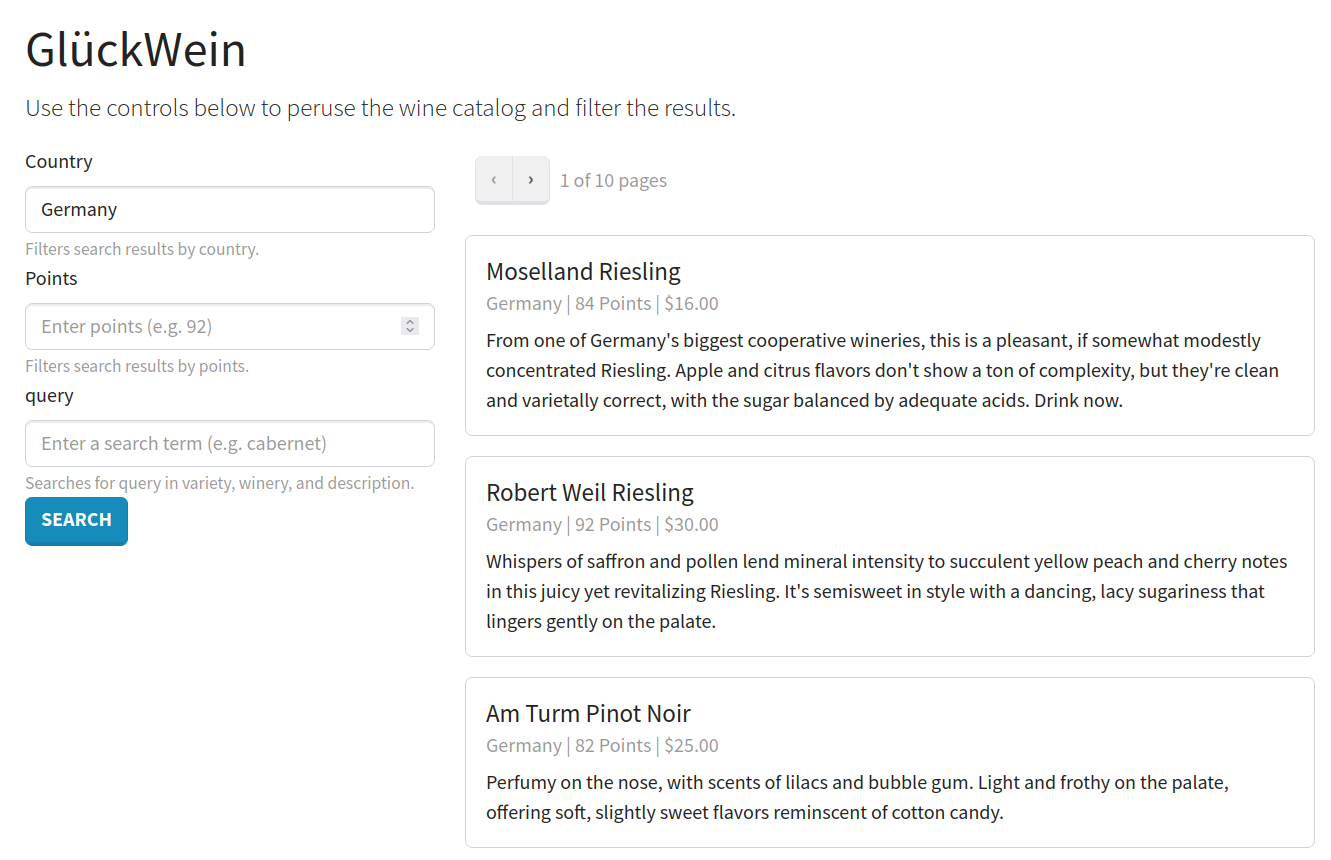 GlückWein
Use the controls below to peruse the wine catalog and filter the results.
Country
Germany
Filters search results by country.
Points
Enter points (e.g. 92)
Filters search results by points.
query
Enter a search term (e.g. cabernet)
Searches for query in variety, winery, and description.
SEARCH
‹ › 1 of 10 pages
Moselland Riesling
Germany | 84 Points | $16.00
From one of Germany's biggest cooperative wineries, this is a pleasant, if somewhat modestly
concentrated Riesling. Apple and citrus flavors don't show a ton of complexity, but they're clean
and varietally correct, with the sugar balanced by adequate acids. Drink now.
Robert Weil Riesling
Germany | 92 Points | $30.00
Whispers of saffron and pollen lend mineral intensity to succulent yellow peach and cherry notes
in this juicy yet revitalizing Riesling. It's semisweet in style with a dancing, lacy sugariness that
lingers gently on the palate.
Am Turm Pinot Noir
Germany | 82 Points | $25.00
Perfumy on the nose, with scents of lilacs and bubble gum. Light and frothy on the palate,
offering soft, slightly sweet flavors reminscent of cotton candy.